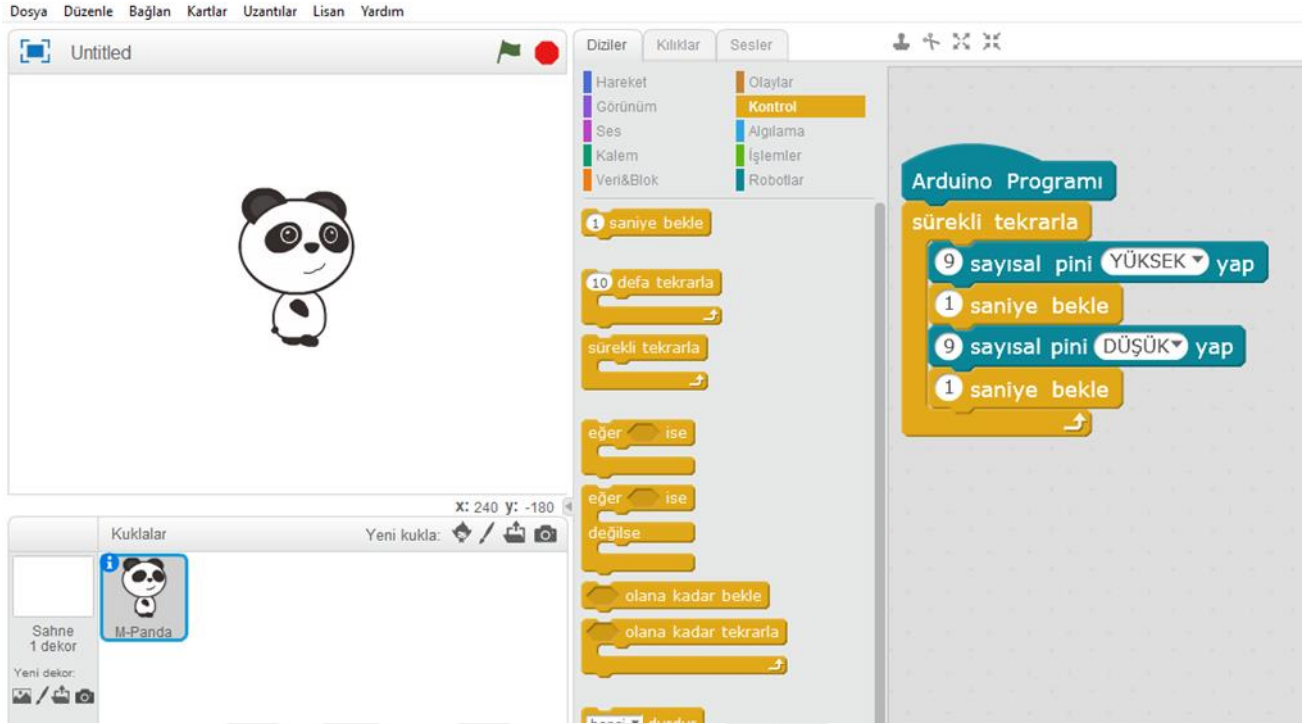 Dosya Düzenle Bağlan Kartlar Uzantılar Lisan Yardım
Untitled
x: 240 y: -180
Kuklalar Yeni kukla:
M-Panda
Sahne
1 dekor
Yeni dekor:
Diziler Kılıklar Sesler
Hareket Olaylar
Görünüm Kontrol
Ses Algılama
Kalem İşlemler
Veri&Blok Robotlar
1 saniye bekle
10 defa tekrarla
sürekli tekrarla
eğer ise
eğer ise
değilse
olana kadar bekle
olana kadar tekrarla
Arduino Programı
sürekli tekrarla
9 sayısal pini YÜKSEK yap
1 saniye bekle
9 sayısal pini DÜŞÜK yap
1 saniye bekle